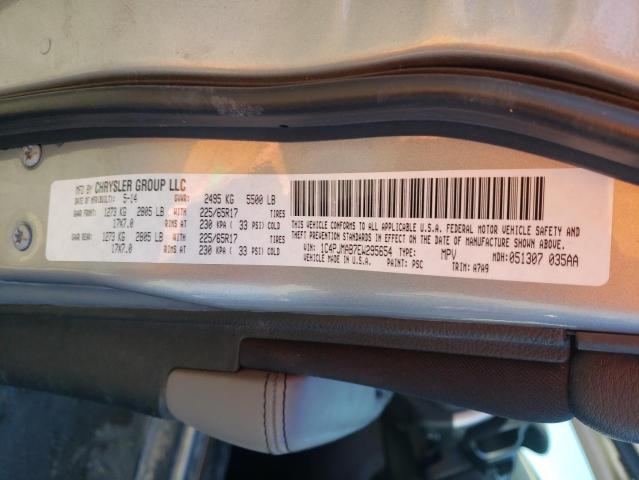 MFD BY CHRYSLER GROUP LLC
DATE OF MFR(BUILT): 5-14 GVWR: 2495 KG 5500 LB
GAWR FRONT: 1273 KG 2805 LB WITH 225/65R17 TIRES
17X7.0 RIMS AT 230 KPA ( 33 PSI) COLD
GAWR REAR: 1273 KG 2805 LB WITH 225/65R17 TIRES
17X7.0 RIMS AT 230 KPA ( 33 PSI) COLD
THIS VEHICLE CONFORMS TO ALL APPLICABLE U.S.A. FEDERAL MOTOR VEHICLE SAFETY AND
THEFT PREVENTION STANDARDS IN EFFECT ON THE DATE OF MANUFACTURE SHOWN ABOVE.
VIN: 1C4PJMAB7EW295654 TYPE: MPV MDH: 051307 035AA
VEHICLE MADE IN U.S.A. PAINT: PSC TRIM: A7A9